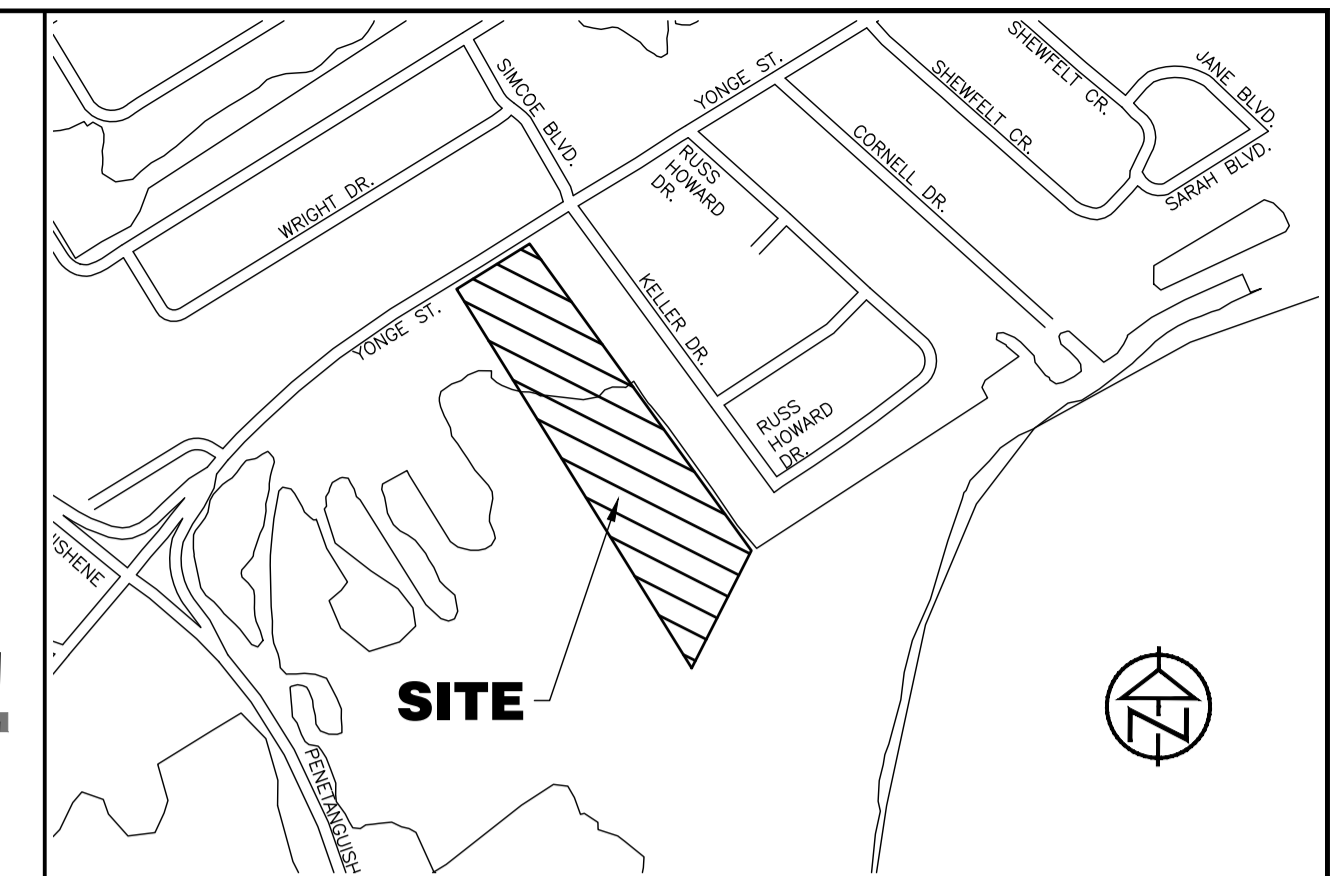 SHEWFELT CR.
JANE BLVD.
SIMCOE BLVD.
YONGE ST.
SHEWFELT CR.
CORNELL DR.
RUSS
HOWARD
DR.
SARAH BLVD.
WRIGHT DR.
KELLER DR.
YONGE ST.
RUSS
HOWARD
DR.
ISHENE
SITE
N
PENETANGUISH